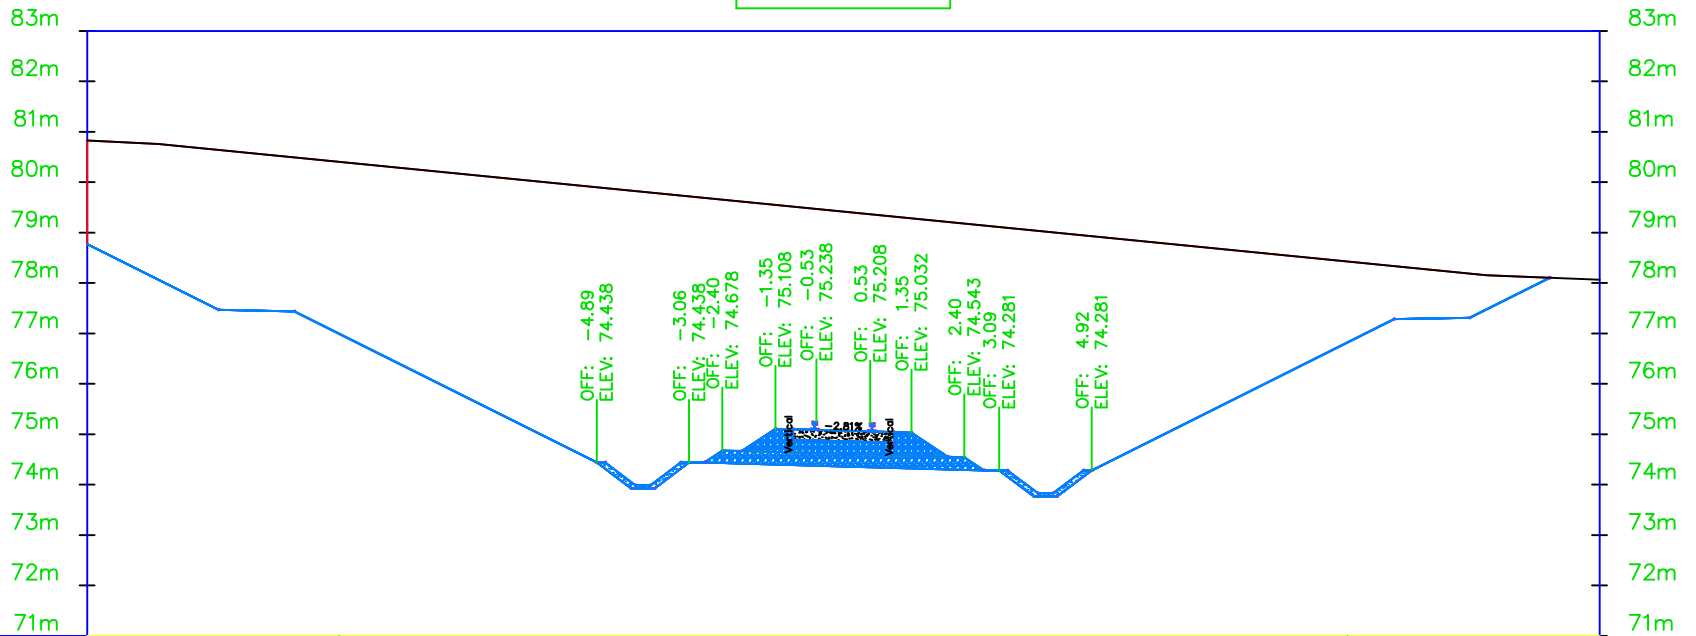 83m
82m
81m
80m
79m
78m
77m
76m
75m
74m
73m
72m
71m
OFF: -4.89
ELEV: 74.438
OFF: -3.06
ELEV: 74.438
OFF: -2.40
ELEV: 74.678
OFF: -1.35
ELEV: 75.108
OFF: -0.53
ELEV: 75.238
OFF: 0.53
ELEV: 75.208
OFF: 1.35
ELEV: 75.032
OFF: 2.40
ELEV: 74.543
OFF: 3.09
ELEV: 74.281
OFF: 4.92
ELEV: 74.281
Vertical
-2.81%
Vertical
83m
82m
81m
80m
79m
78m
77m
76m
75m
74m
73m
72m
71m